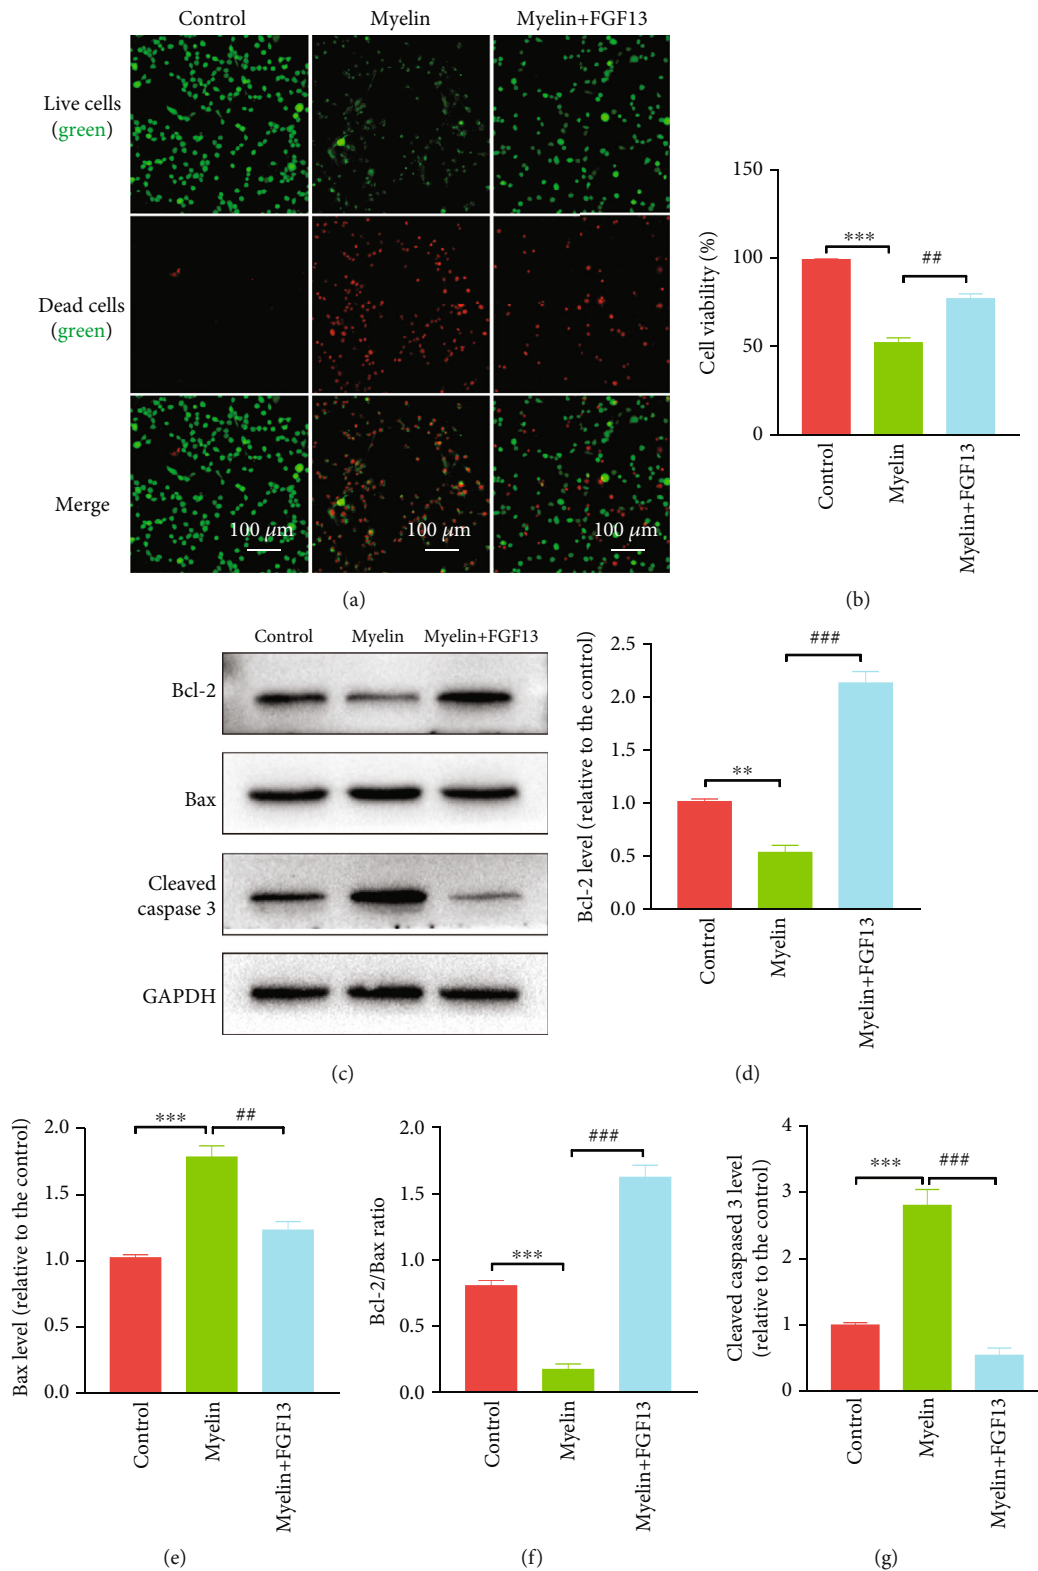 Control Myelin Myelin+FGF13
Live cells
(green)
Dead cells
(green)
Merge
100 μm 100 μm 100 μm
(a)
150
100
50
0
Cell viability (%)
***
##
Control
Myelin
Myelin+FGF13
(b)
Control Myelin Myelin+FGF13
Bcl-2
Bax
Cleaved
caspase 3
GAPDH
(c)
2.5
2.0
1.5
1.0
0.5
0.0
Bcl-2 level (relative to the control)
**
###
Control
Myelin
Myelin+FGF13
(d)
2.0
1.5
1.0
0.5
0.0
Bax level (relative to the control)
***
##
Control
Myelin
Myelin+FGF13
(e)
2.0
1.5
1.0
0.5
0.0
Bcl-2/Bax ratio
***
###
Control
Myelin
Myelin+FGF13
(f)
4
3
2
1
0
Cleaved caspased 3 level
(relative to the control)
***
###
Control
Myelin
Myelin+FGF13
(g)